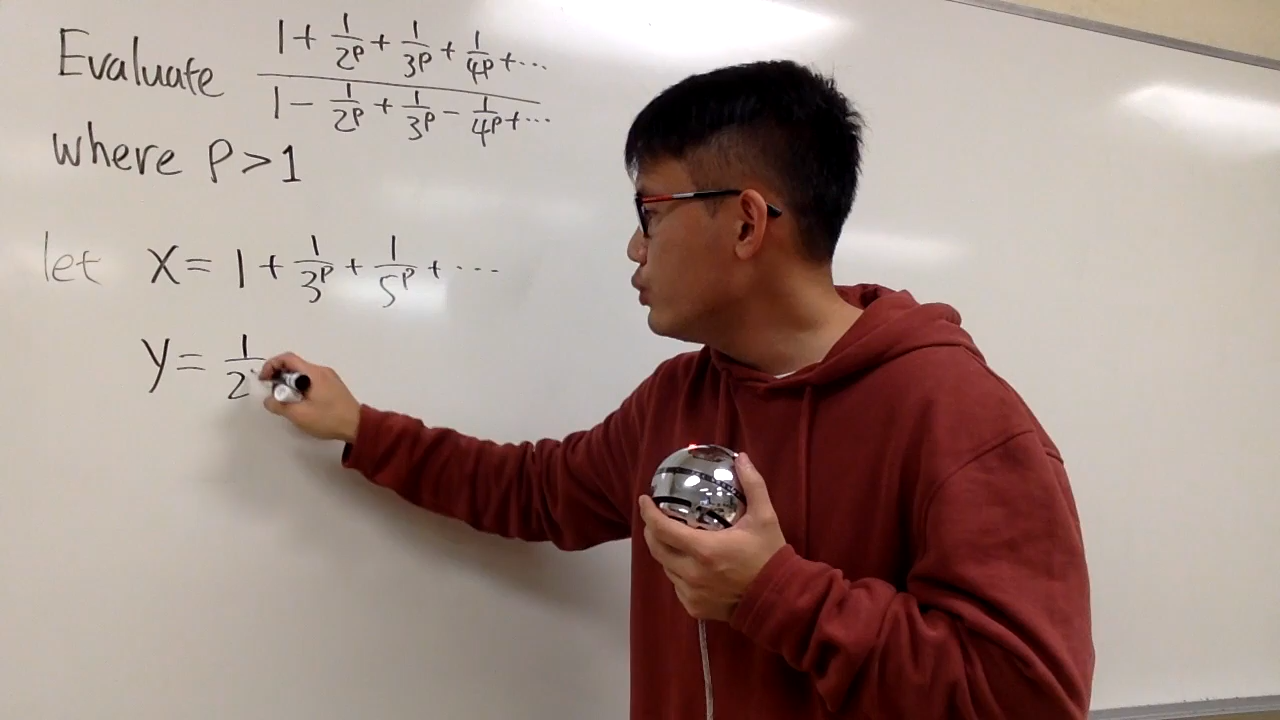 Evaluate (1 + 1/2^p + 1/3^p + 1/4^p + ...) / (1 - 1/2^p + 1/3^p - 1/4^p + ...)
where P > 1
let X = 1 + 1/3^p + 1/5^p + ...
y = 1/2